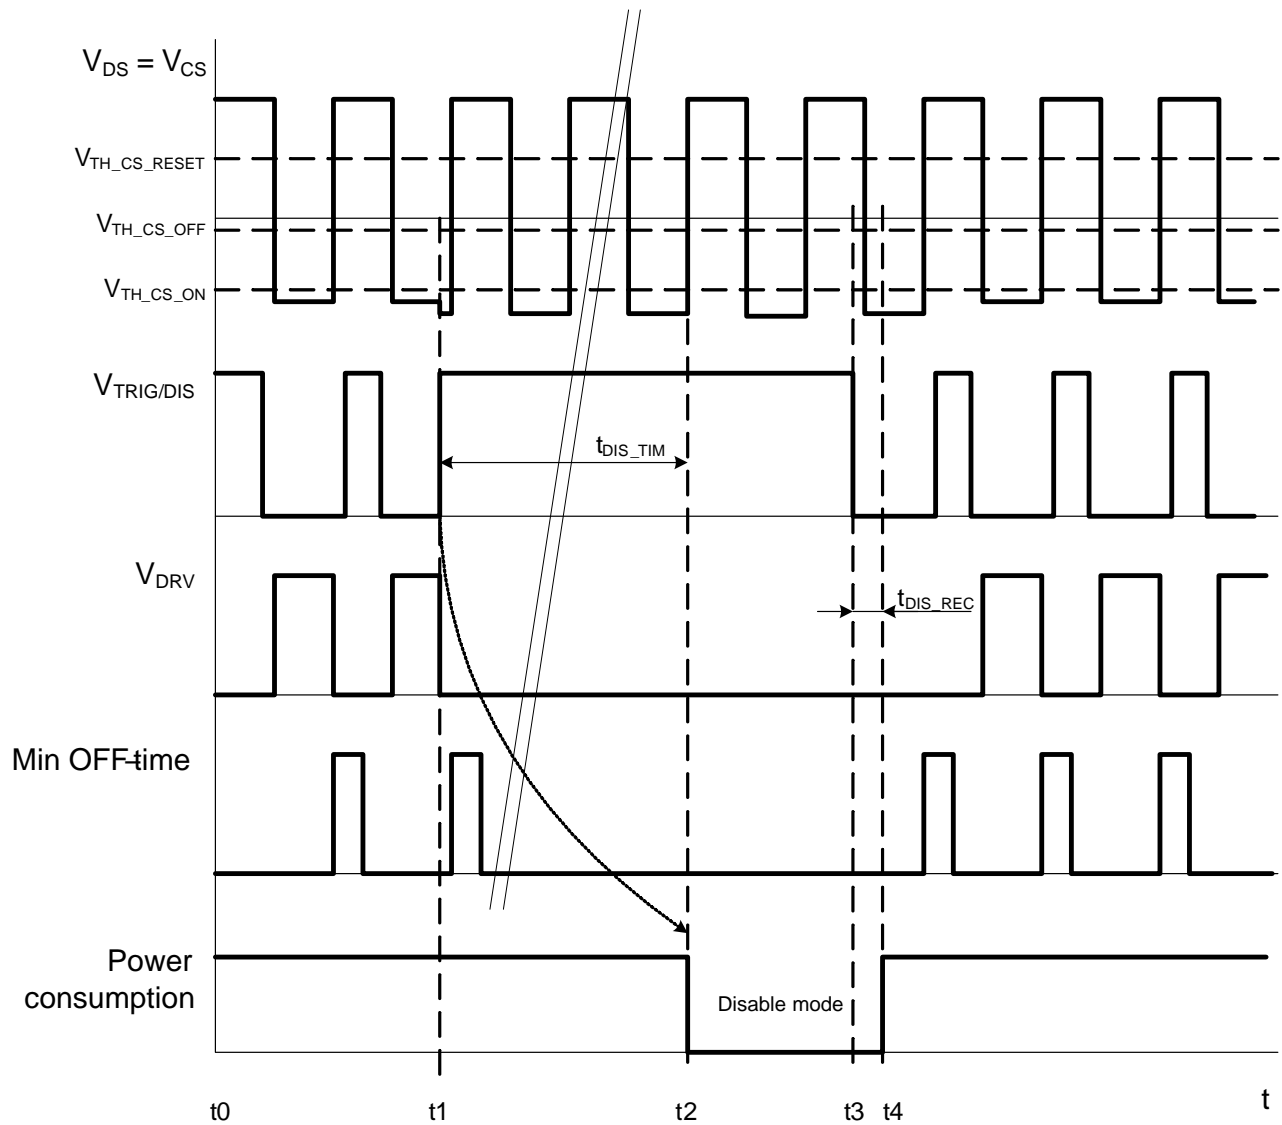 VDS = VCS
VTH_CS_RESET
VTH_CS_OFF
VTH_CS_ON
VTRIG/DIS
tDIS_TIM
VDRV
tDIS_REC
Min OFF-time
Power
consumption
Disable mode
t0 t1 t2 t3 t4 t